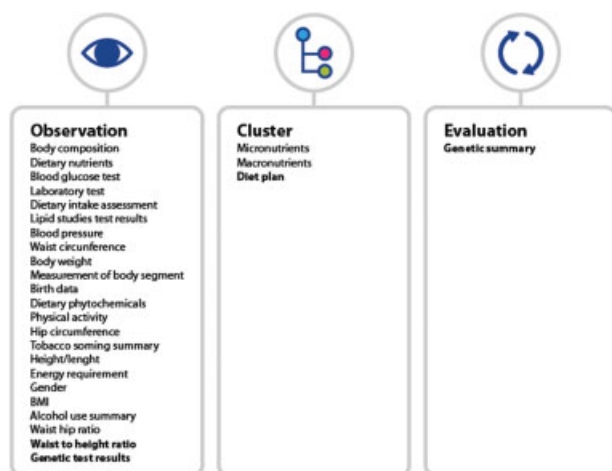 Observation
Body composition
Dietary nutrients
Blood glucose test
Laboratory test
Dietary intake assessment
Lipid studies test results
Blood pressure
Waist circunference
Body weight
Measurement of body segment
Birth data
Dietary phytochemicals
Physical activity
Hip circumference
Tobacco soming summary
Height/lenght
Energy requirement
Gender
BMI
Alcohol use summary
Waist hip ratio
Waist to height ratio
Genetic test results
Cluster
Micronutrients
Macronutrients
Diet plan
Evaluation
Genetic summary